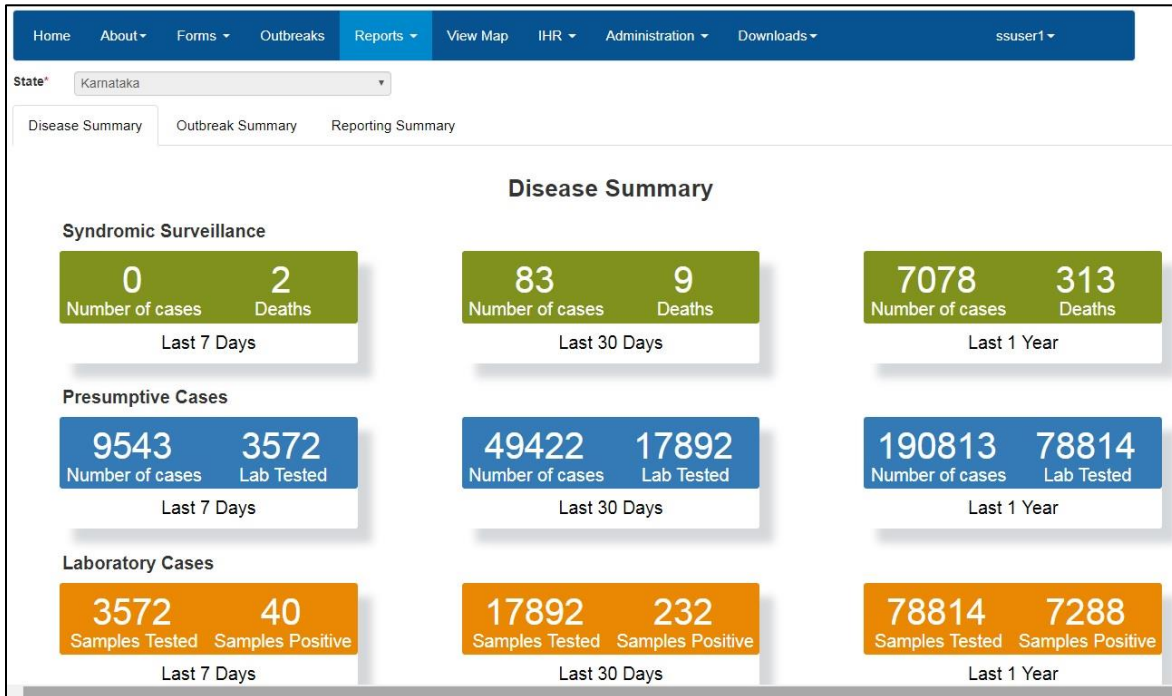 Home About Forms Outbreaks Reports View Map IHR Administration Downloads ssuser1
State* Karnataka
Disease Summary Outbreak Summary Reporting Summary
Disease Summary
Syndromic Surveillance
0 2 83 9 7078 313
Number of cases Deaths Number of cases Deaths Number of cases Deaths
Last 7 Days Last 30 Days Last 1 Year
Presumptive Cases
9543 3572 49422 17892 190813 78814
Number of cases Lab Tested Number of cases Lab Tested Number of cases Lab Tested
Last 7 Days Last 30 Days Last 1 Year
Laboratory Cases
3572 40 17892 232 78814 7288
Samples Tested Samples Positive Samples Tested Samples Positive Samples Tested Samples Positive
Last 7 Days Last 30 Days Last 1 Year